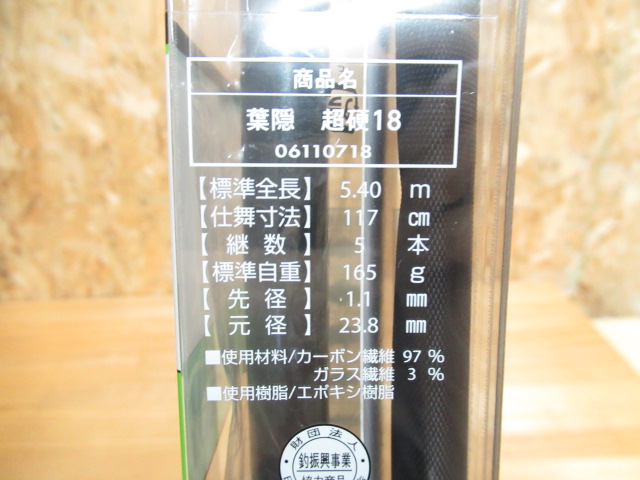 商品名
葉隠 超硬18
06110718
【標準全長】 5.40 m
【仕舞寸法】 117 cm
【継数】 5 本
【標準自重】 165 g
【先径】 1.1 mm
【元径】 23.8 mm
■使用材料/カーボン繊維 97 %
ガラス繊維 3 %
■使用樹脂/エポキシ樹脂
財団法人
釣振興事業
協力商品